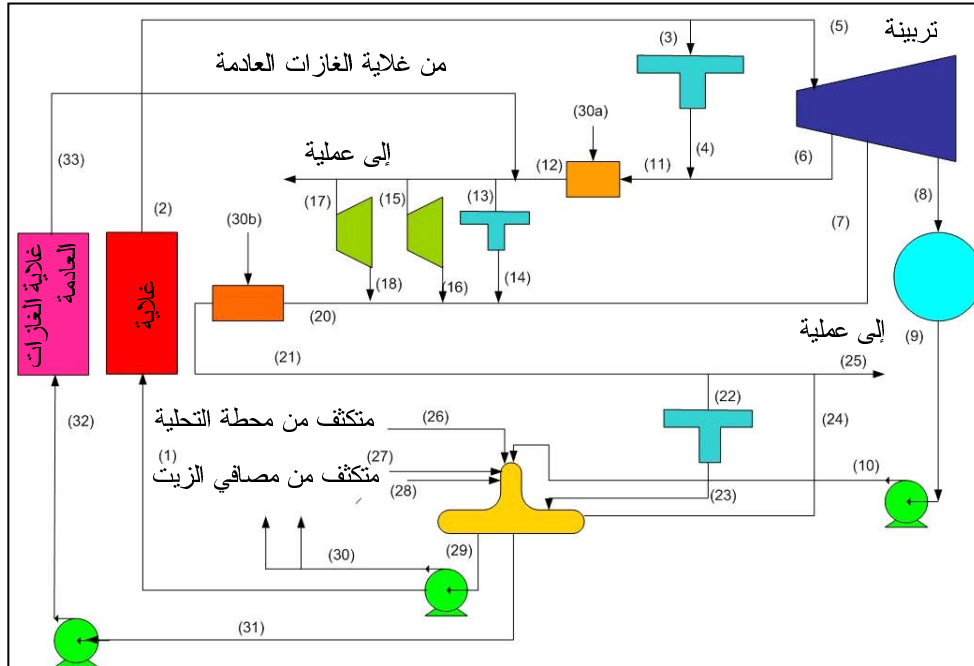 تربينة
(5)
(3)
من غلاية الغازات العادمة
(30a)
(4)
(6)
(33)
إلى عملية
(12)
(11)
(8)
(2)
(17)
(15)
(13)
(7)
(30b)
غلاية الغازات
العادمة
غلاية
(18)
(16)
(14)
(20)
إلى عملية
(9)
(21)
(25)
(22)
(32)
متكثف من محطة التحلية
(26)
(24)
(1)
(27)
متكثف من مصافي الزيت
(28)
(10)
(23)
(30)
(29)
(31)